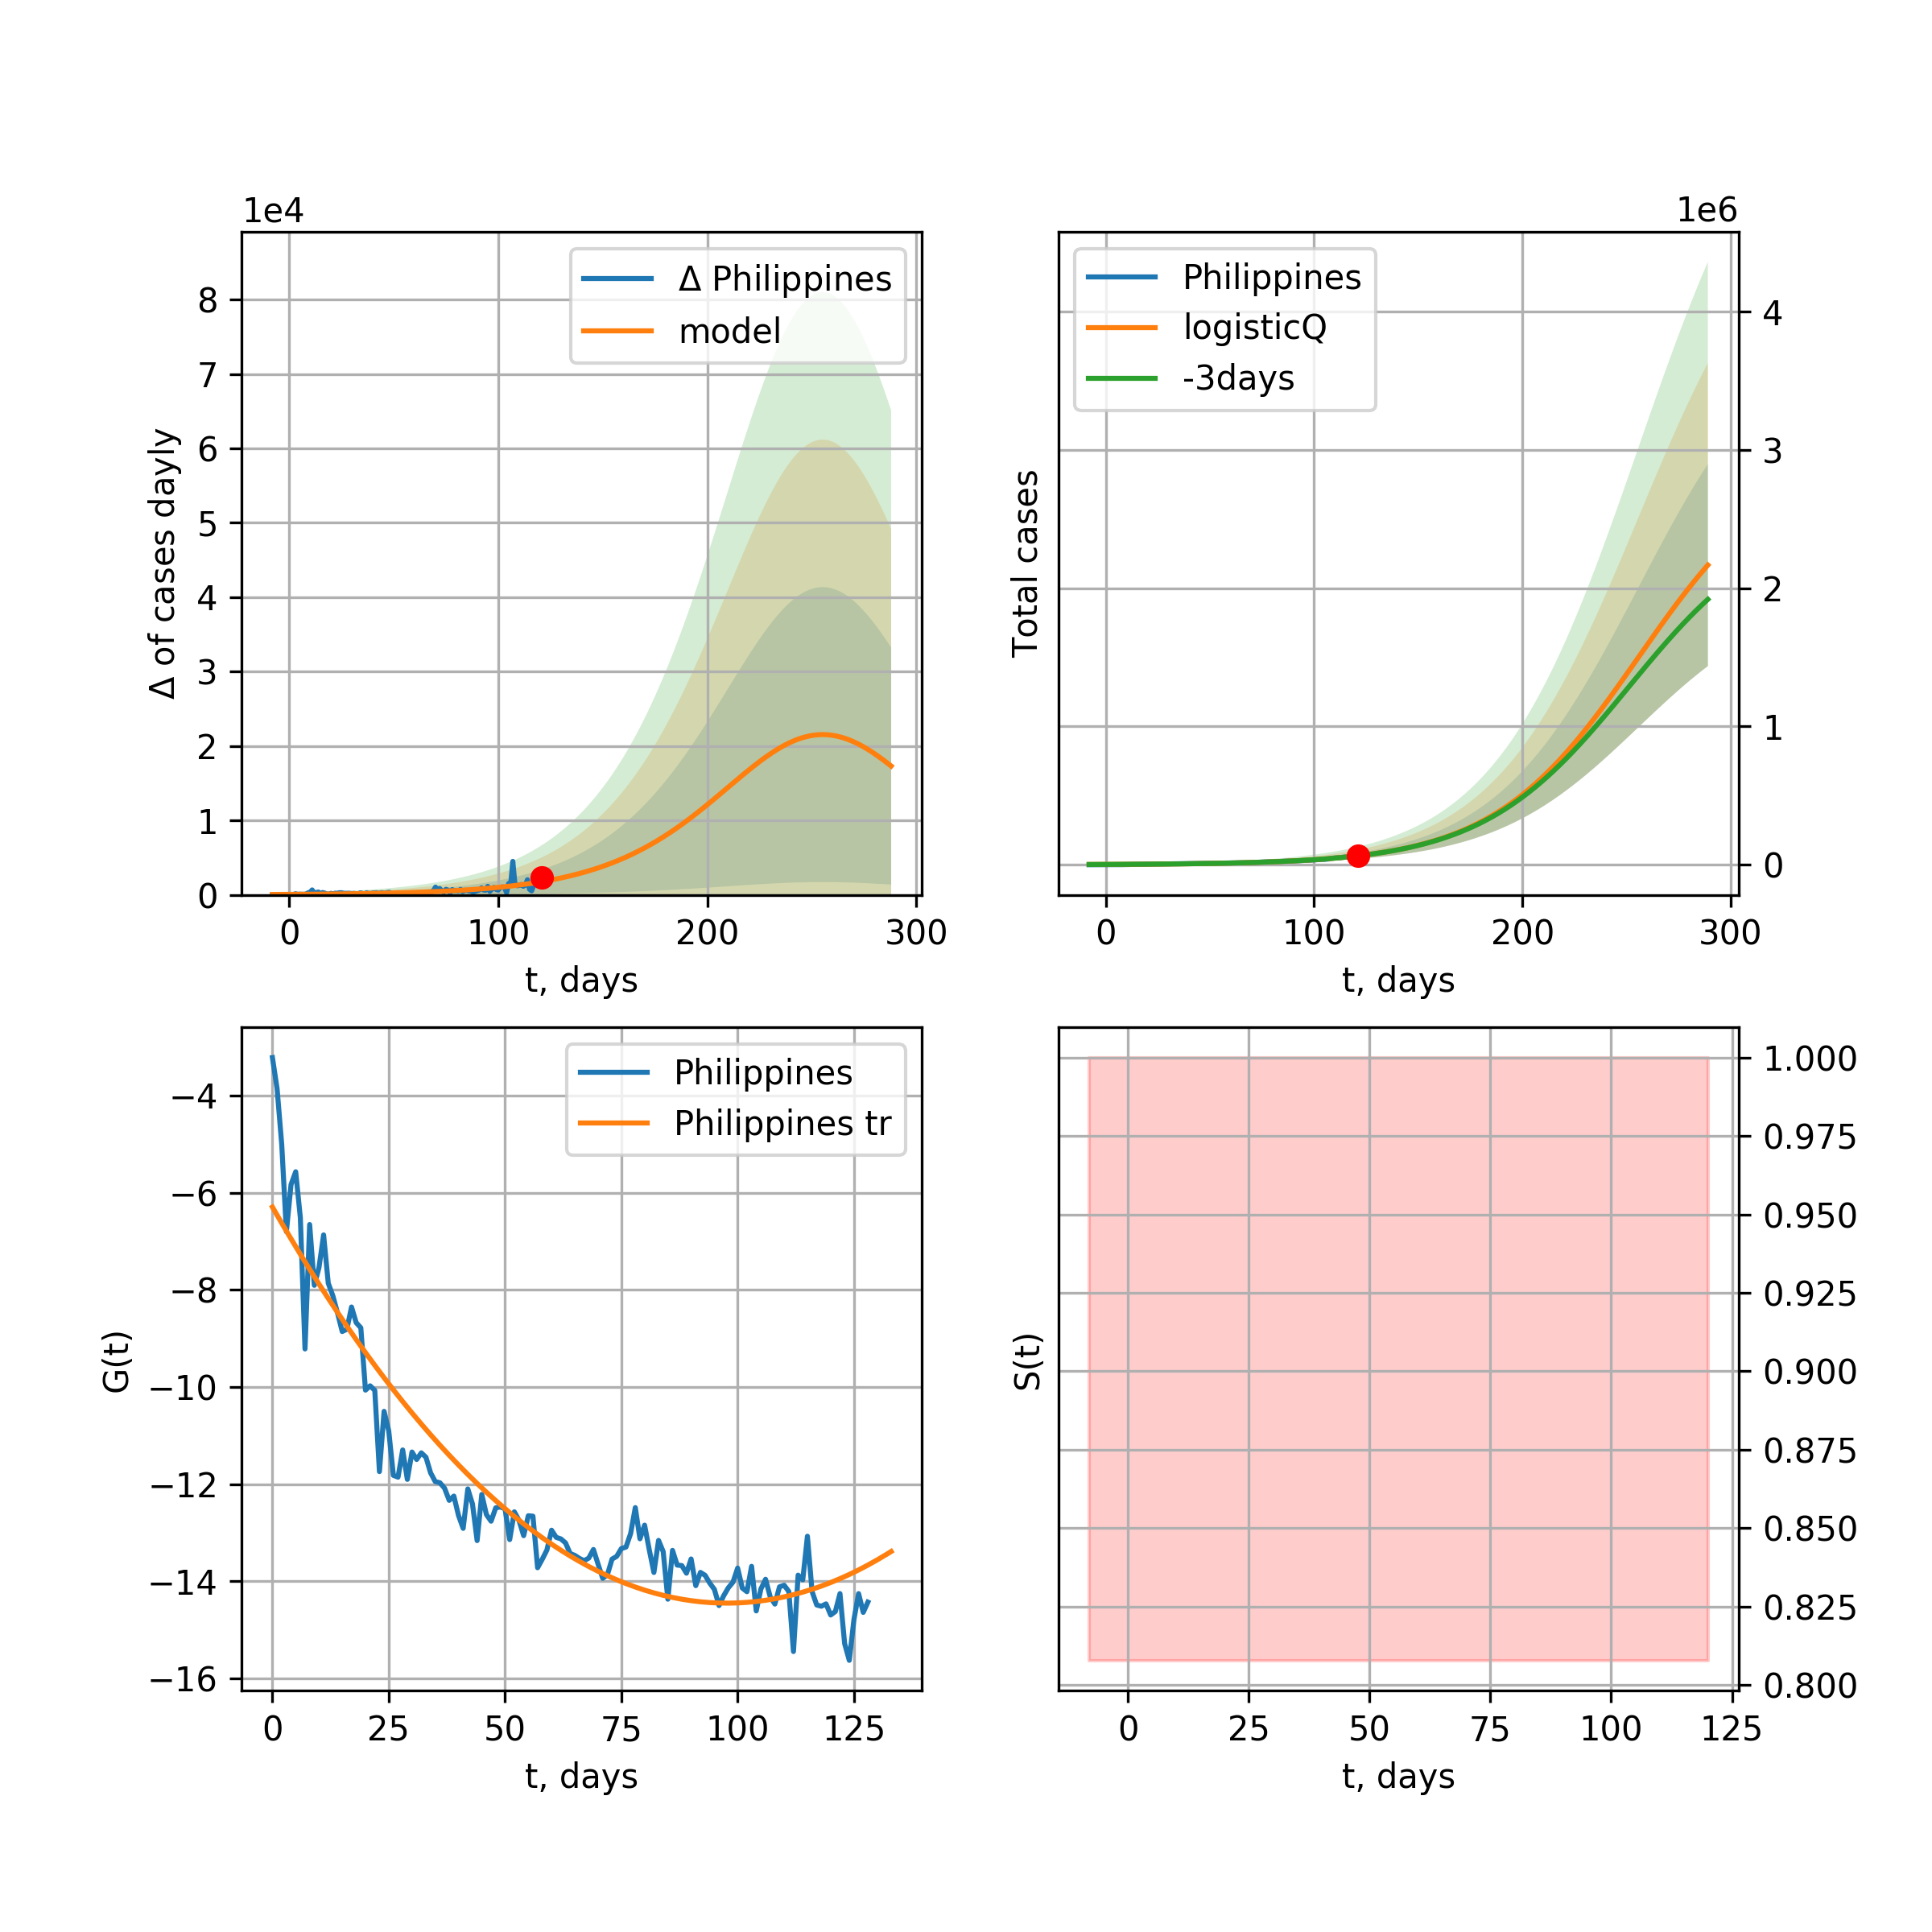 1e4
Δ of cases dayly
8
7
6
5
4
3
2
1
0
Δ Philippines
model
0 100 200 300
t, days
1e6
Total cases
Philippines
logisticQ
-3days
4
3
2
1
0
0 100 200 300
t, days
G(t)
−4
−6
−8
−10
−12
−14
−16
Philippines
Philippines tr
0 25 50 75 100 125
t, days
S(t)
1.000
0.975
0.950
0.925
0.900
0.875
0.850
0.825
0.800
0 25 50 75 100 125
t, days